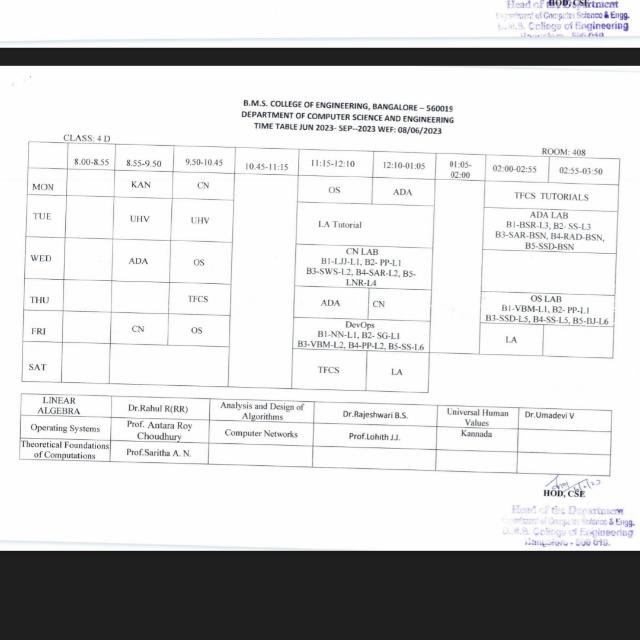 Head of the Department
HOD, CSE
Department of Computer Science & Engg.
B.M.S. College of Engineering
B.M.S. COLLEGE OF ENGINEERING, BANGALORE – 560019
DEPARTMENT OF COMPUTER SCIENCE AND ENGINEERING
TIME TABLE JUN 2023- SEP--2023 WEF: 08/06/2023
CLASS: 4 D
ROOM: 408
8.00-8.55 8.55-9.50 9.50-10.45 10.45-11:15 11:15-12:10 12:10-01:05 01:05-02:00 02:00-02:55 02:55-03:50
MON KAN CN OS ADA TFCS TUTORIALS
TUE UHV UHV LA Tutorial
ADA LAB
B1-BSR-L3, B2- SS-L3
B3-SAR-BSN, B4-RAD-BSN,
B5-SSD-BSN
WED ADA OS
CN LAB
B1-LJJ-L1, B2- PP-L1
B3-SWS-L2, B4-SAR-L2, B5-
LNR-L4
THU TFCS ADA CN
OS LAB
B1-VBM-L1, B2- PP-L1
B3-SSD-L5, B4-SS-L5, B5-BJ-L6
FRI CN OS
DevOps
B1-NN-L1, B2- SG-L1
B3-VBM-L2, B4-PP-L2, B5-SS-L6
LA
SAT TFCS LA
LINEAR
ALGEBRA
Dr.Rahul R(RR)
Analysis and Design of
Algorithms
Dr.Rajeshwari B.S.
Universal Human
Values
Dr.Umadevi V
Operating Systems
Prof. Antara Roy
Choudhury
Computer Networks
Prof.Lohith J.J.
Kannada
Theoretical Foundations
of Computations
Prof.Saritha A. N.
HOD, CSE
Head of the Department
Department of Computer Science & Engg.
B.M.S. College of Engineering
Bangalore - 560 019.